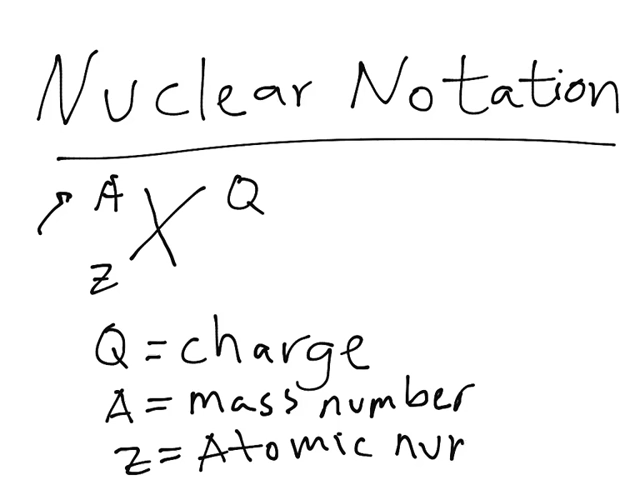 Nuclear Notation
A X Q
Z
Q = charge
A = mass number
Z = Atomic nur